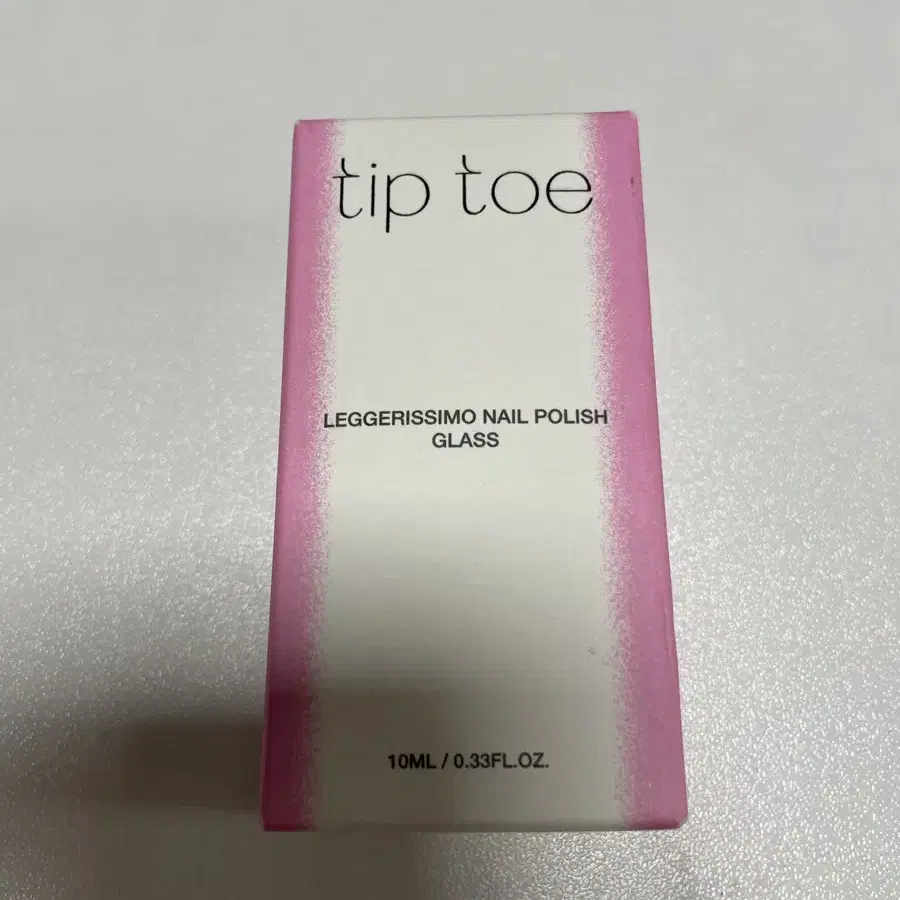 tip toe
LEGGERISSIMO NAIL POLISH
GLASS
10ML / 0.33FL.OZ.